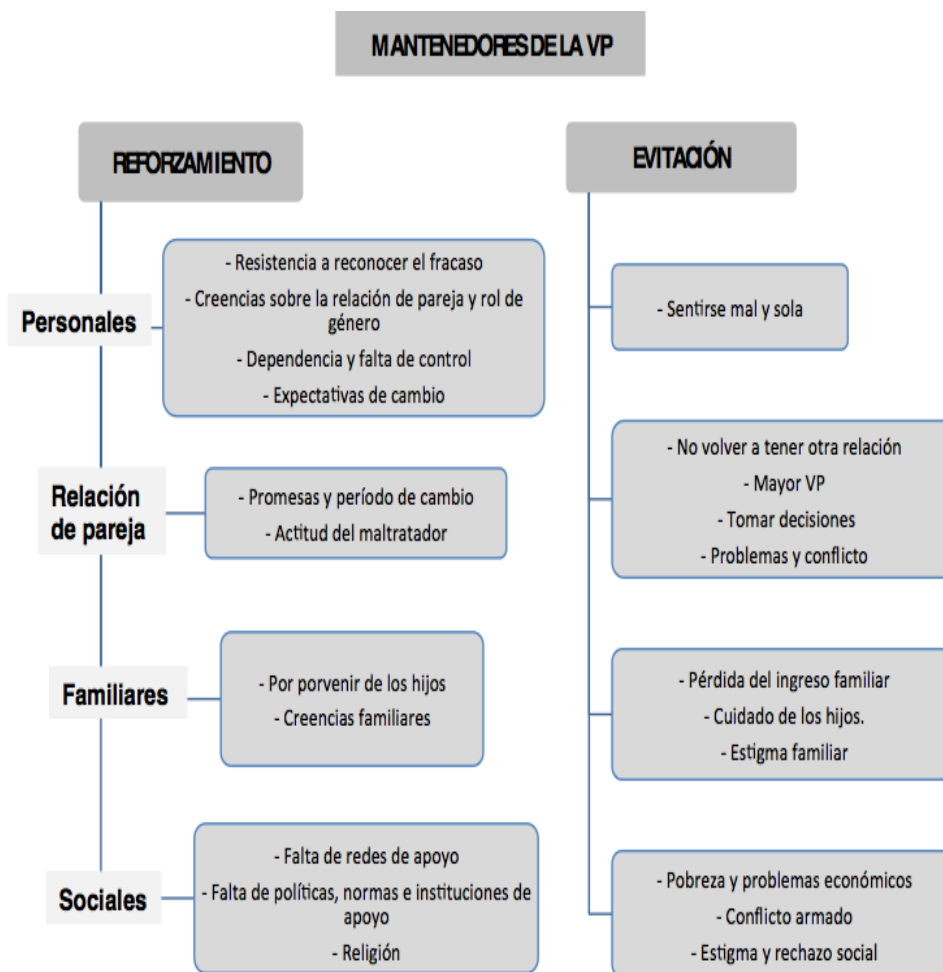 MANTENEDORES DE LA VP
REFORZAMIENTO
EVITACIÓN
Personales
- Resistencia a reconocer el fracaso
- Creencias sobre la relación de pareja y rol de
género
- Dependencia y falta de control
- Expectativas de cambio
- Sentirse mal y sola
Relación
de pareja
- Promesas y período de cambio
- Actitud del maltratador
- No volver a tener otra relación
- Mayor VP
- Tomar decisiones
- Problemas y conflicto
Familiares
- Por porvenir de los hijos
- Creencias familiares
- Pérdida del ingreso familiar
- Cuidado de los hijos.
- Estigma familiar
Sociales
- Falta de redes de apoyo
- Falta de políticas, normas e instituciones de
apoyo
- Religión
- Pobreza y problemas económicos
- Conflicto armado
- Estigma y rechazo social